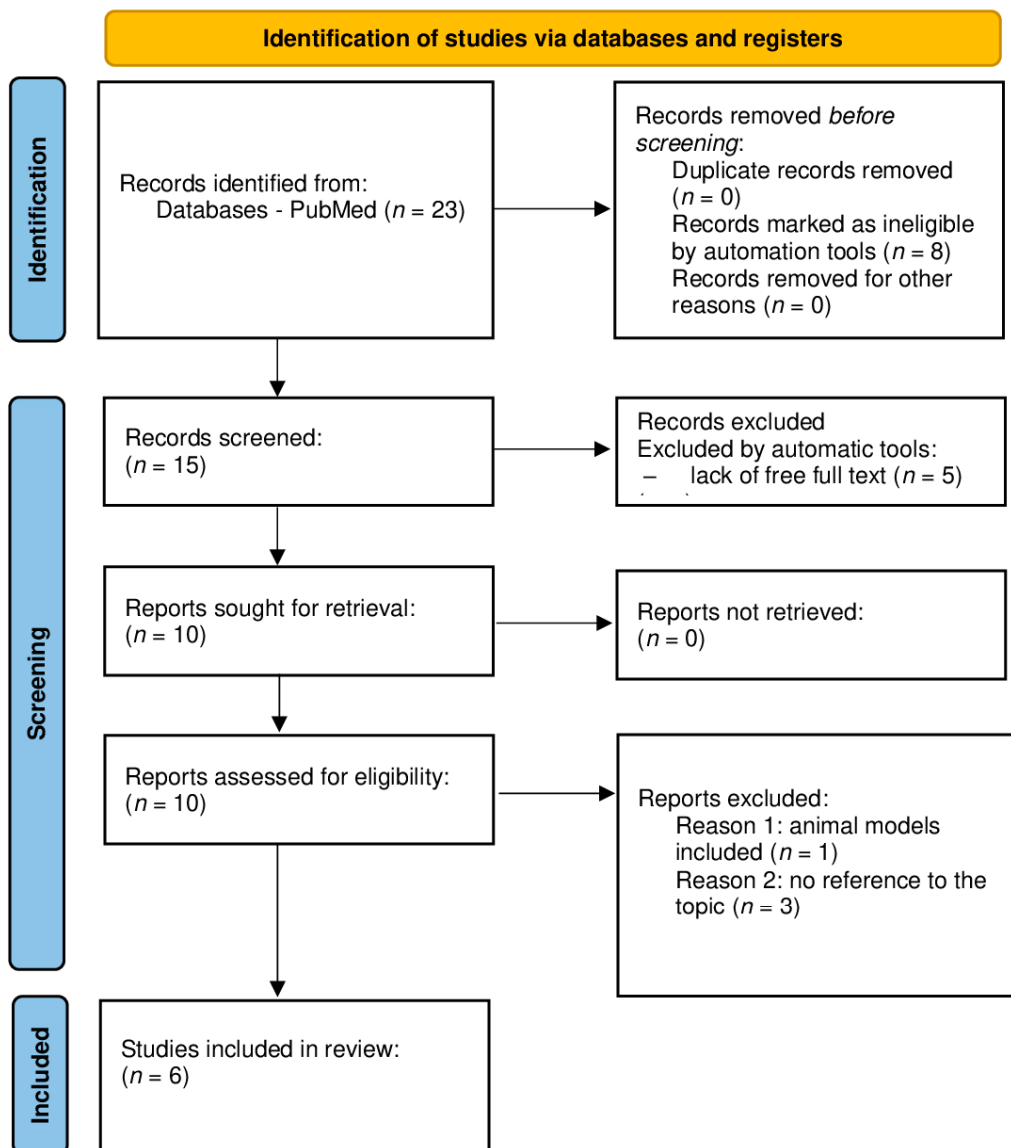 Identification of studies via databases and registers
Identification
Records identified from:
Databases - PubMed (n = 23)
Records removed before
screening:
Duplicate records removed
(n = 0)
Records marked as ineligible
by automation tools (n = 8)
Records removed for other
reasons (n = 0)
Screening
Records screened:
(n = 15)
Records excluded
Excluded by automatic tools:
– lack of free full text (n = 5)
Reports sought for retrieval:
(n = 10)
Reports not retrieved:
(n = 0)
Reports assessed for eligibility:
(n = 10)
Reports excluded:
Reason 1: animal models
included (n = 1)
Reason 2: no reference to the
topic (n = 3)
Included
Studies included in review:
(n = 6)